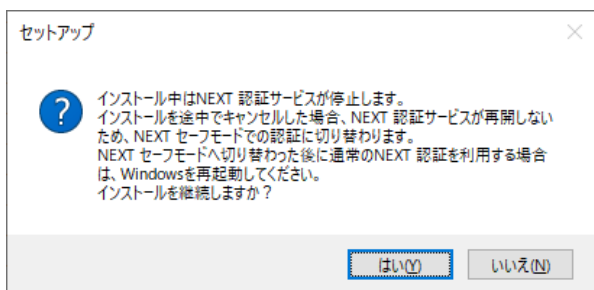 セットアップ
インストール中はNEXT 認証サービスが停止します。
インストールを途中でキャンセルした場合、NEXT 認証サービスが再開しない
ため、NEXT セーフモードでの認証に切り替わります。
NEXT セーフモードへ切り替わった後に通常のNEXT 認証を利用する場合
は、Windowsを再起動してください。
インストールを継続しますか？
はい(Y)
いいえ(N)